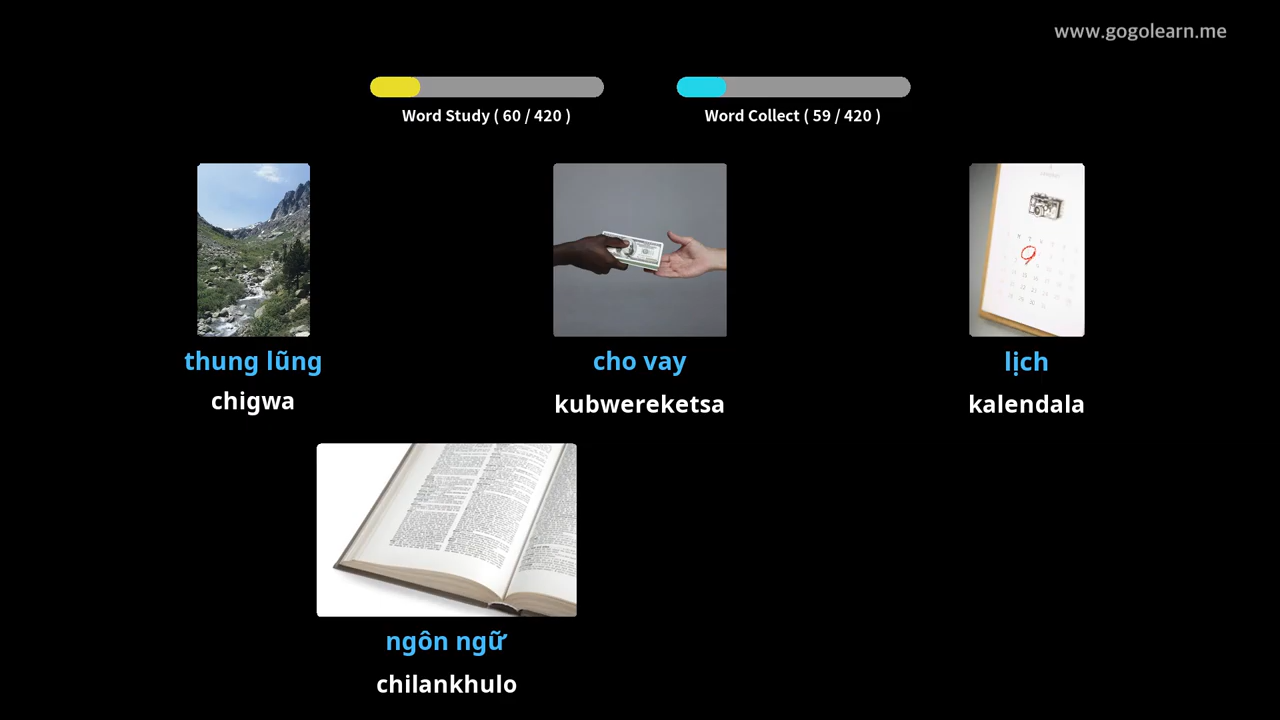 www.gogolearn.me
Word Study ( 60 / 420 )
Word Collect ( 59 / 420 )
thung lũng
chigwa
cho vay
kubwereketsa
lịch
kalendala
ngôn ngữ
chilankhulo